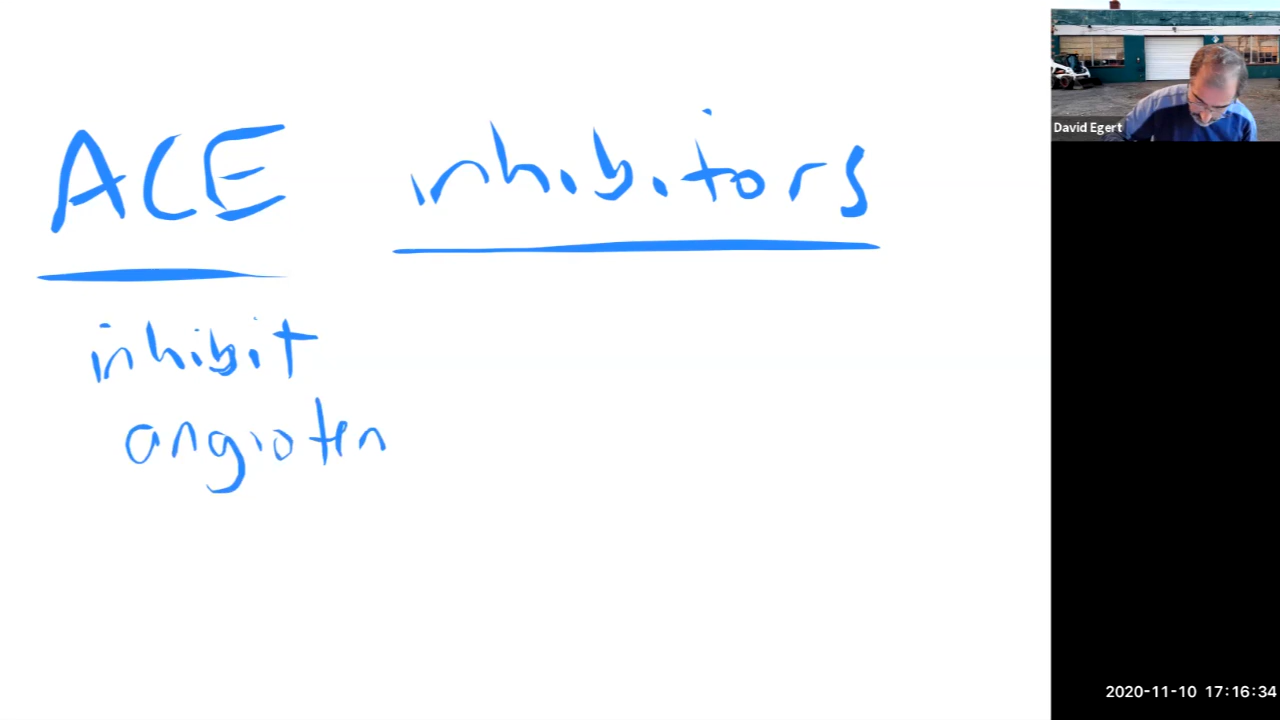 ACE inhibitors
inhibit
angioten
David Egert
2020-11-10 17:16:34